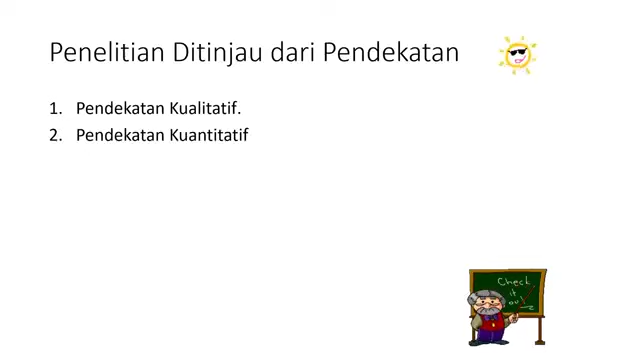 Penelitian Ditinjau dari Pendekatan
1. Pendekatan Kualitatif.
2. Pendekatan Kuantitatif
Check
it
out